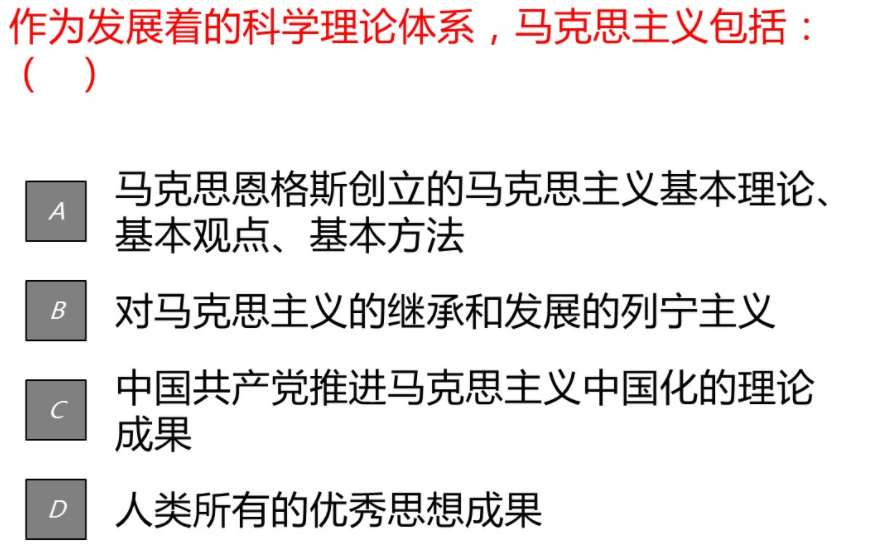 作为发展着的科学理论体系，马克思主义包括：
（ ）
A
马克思恩格斯创立的马克思主义基本理论、
基本观点、基本方法
B
对马克思主义的继承和发展的列宁主义
C
中国共产党推进马克思主义中国化的理论
成果
D
人类所有的优秀思想成果